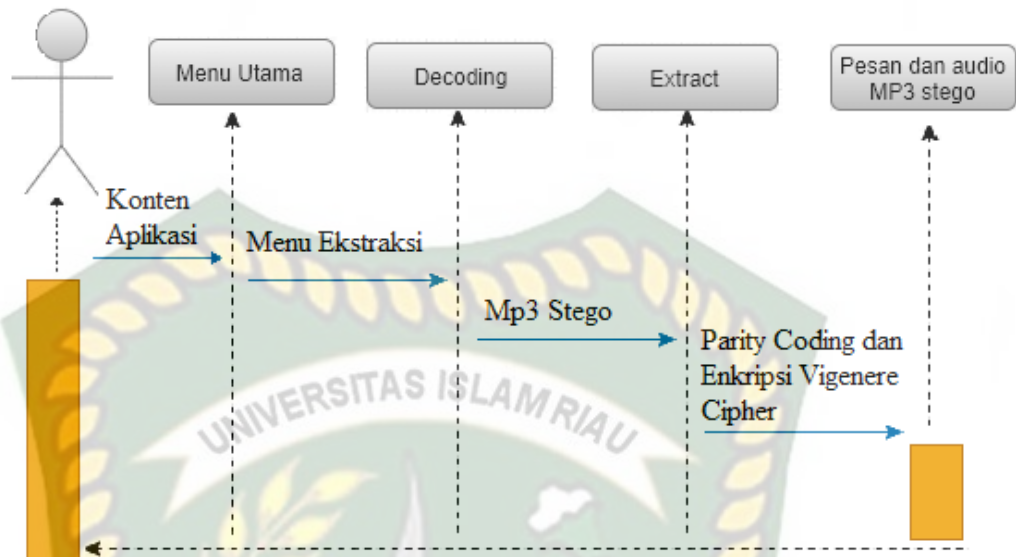 Menu Utama
Decoding
Extract
Pesan dan audio
MP3 stego
Konten
Aplikasi
Menu Ekstraksi
Mp3 Stego
Parity Coding dan
Enkripsi Vigenere
Cipher
UNIVERSITAS ISLAM RIAU